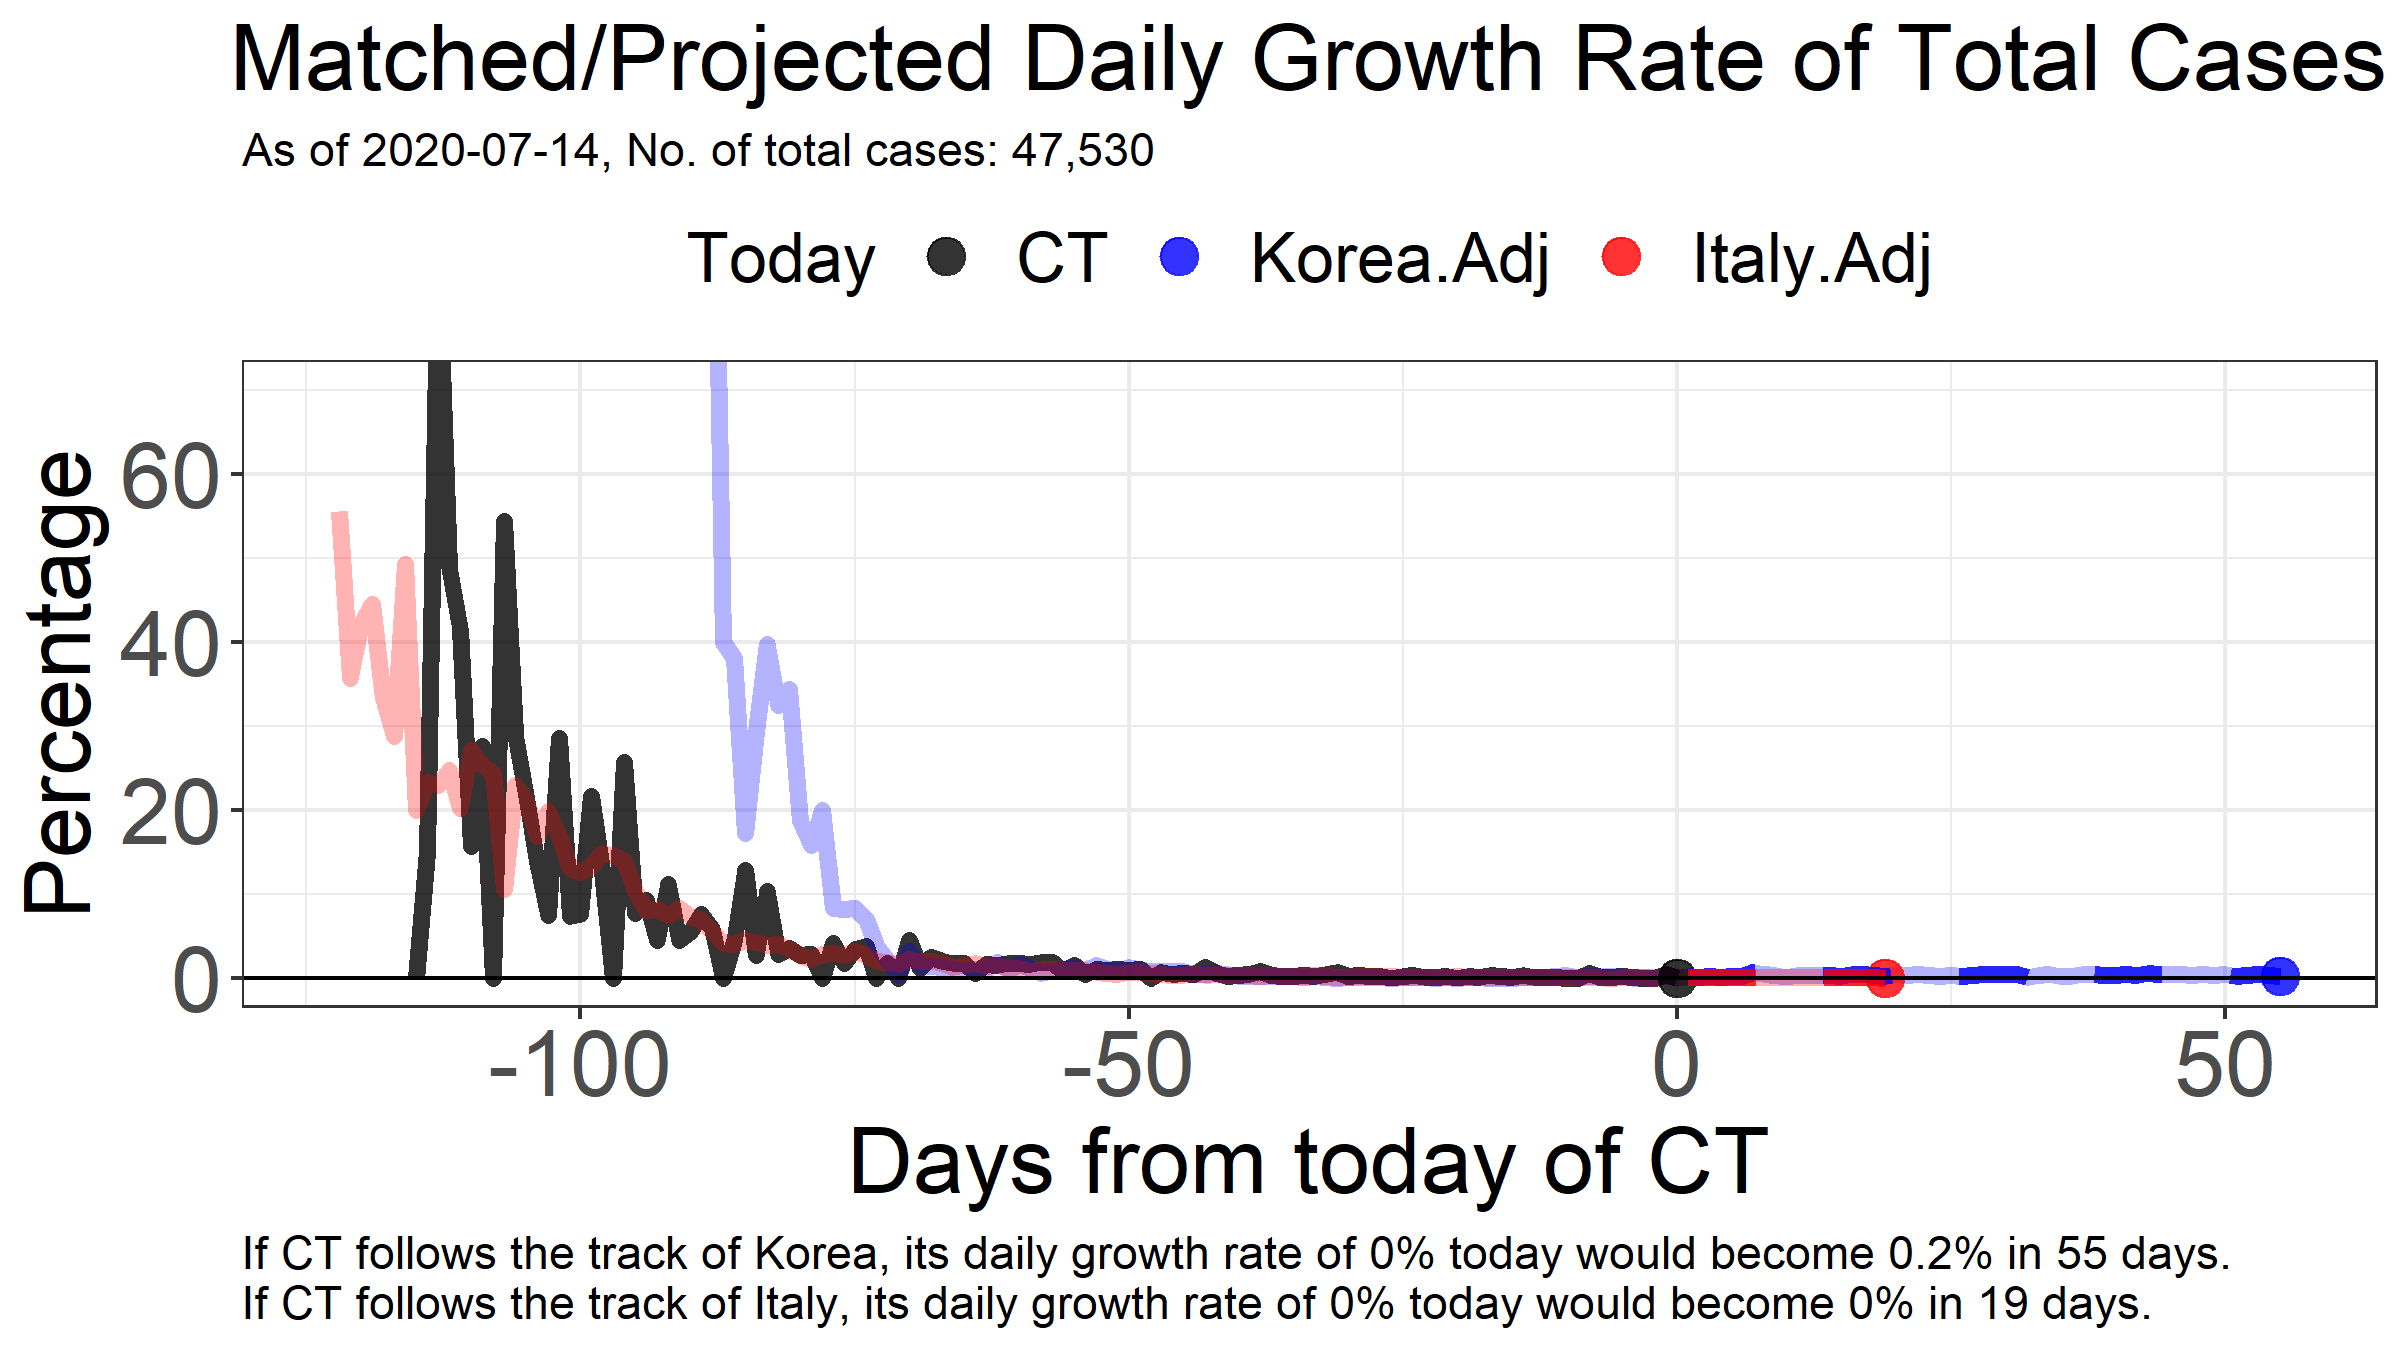 Matched/Projected Daily Growth Rate of Total Cases
As of 2020-07-14, No. of total cases: 47,530
Today CT Korea.Adj Italy.Adj
Percentage
60
40
20
0
-100 -50 0 50
Days from today of CT
If CT follows the track of Korea, its daily growth rate of 0% today would become 0.2% in 55 days.
If CT follows the track of Italy, its daily growth rate of 0% today would become 0% in 19 days.